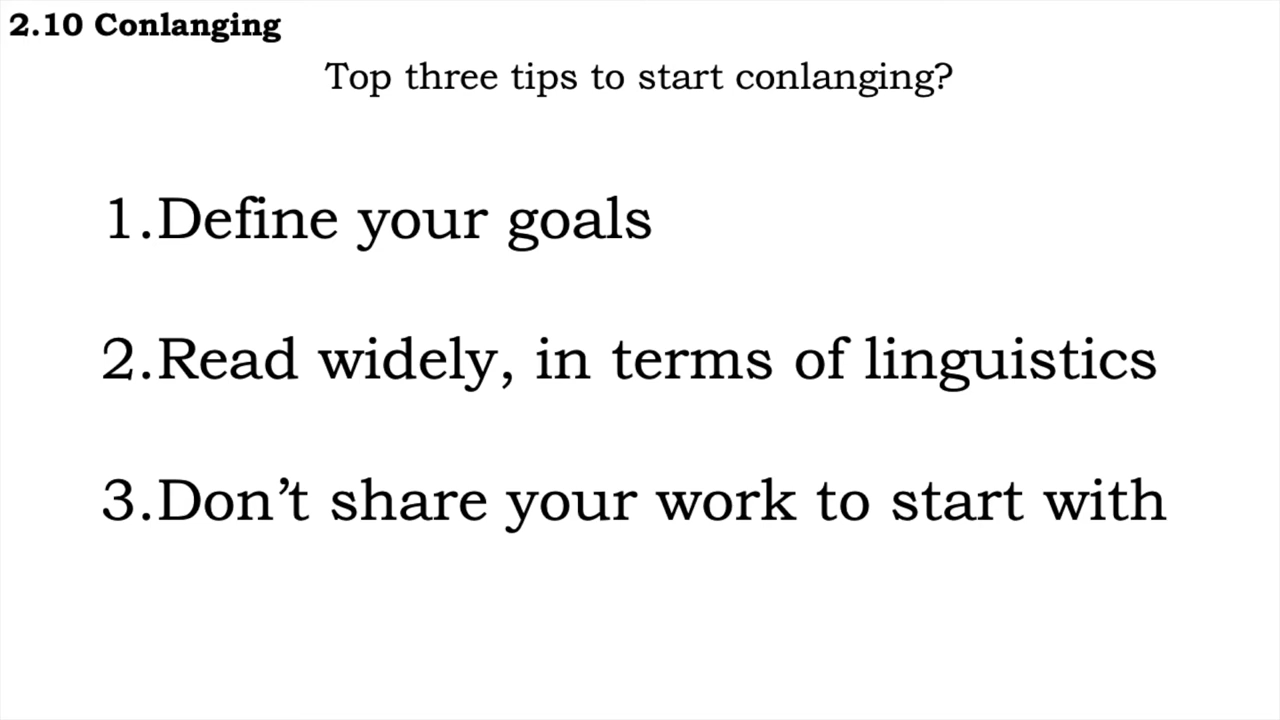 2.10 Conlanging
Top three tips to start conlanging?
1.Define your goals
2.Read widely, in terms of linguistics
3.Don’t share your work to start with